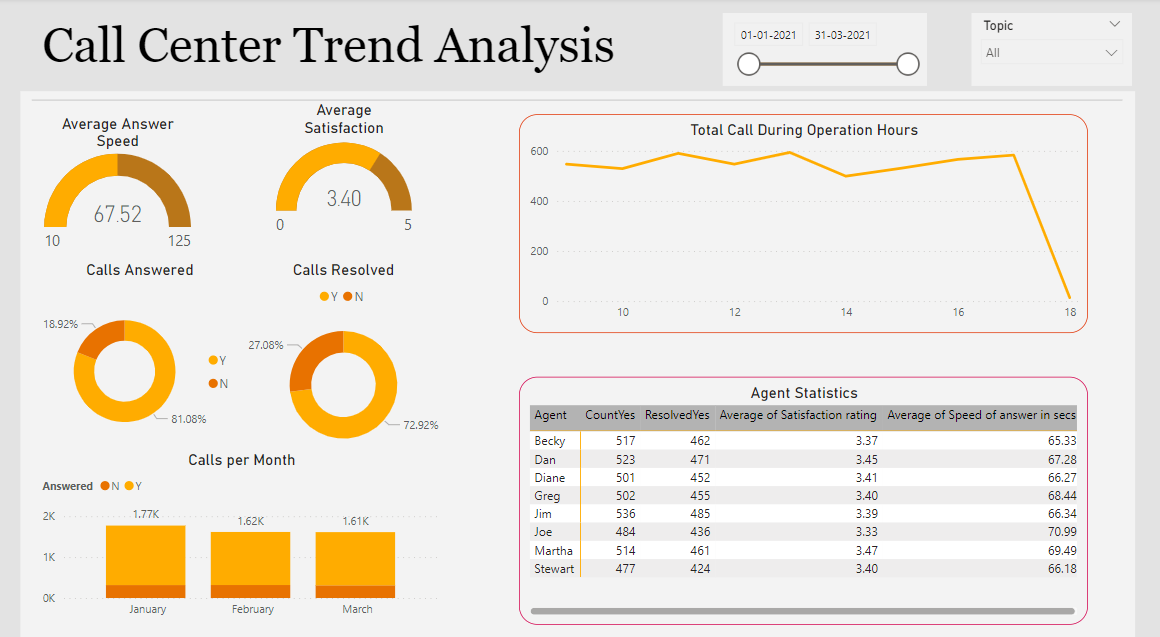 Call Center Trend Analysis
01-01-2021 31-03-2021
Topic
All
Average Answer
Speed
67.52
10 125
Average
Satisfaction
3.40
0 5
Calls Answered
18.92%
81.08%
Y
N
Calls Resolved
Y N
27.08%
72.92%
Calls per Month
Answered N Y
2K
1K
0K
1.77K 1.62K 1.61K
January February March
Total Call During Operation Hours
600
400
200
0
10 12 14 16 18
Agent Statistics
Agent CountYes ResolvedYes Average of Satisfaction rating Average of Speed of answer in secs
Becky 517 462 3.37 65.33
Dan 523 471 3.45 67.28
Diane 501 452 3.41 66.27
Greg 502 455 3.40 68.44
Jim 536 485 3.39 66.34
Joe 484 436 3.33 70.99
Martha 514 461 3.47 69.49
Stewart 477 424 3.40 66.18